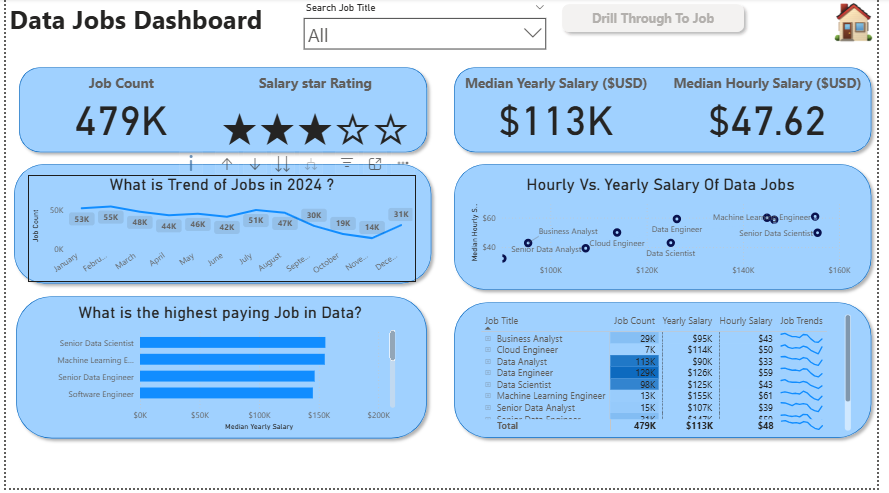 Data Jobs Dashboard
Search Job Title
All
Drill Through To Job
Job Count
Salary star Rating
479K
Median Yearly Salary ($USD)
Median Hourly Salary ($USD)
$113K
$47.62
What is Trend of Jobs in 2024 ?
Job Count
50K
0K
53K 55K 48K 44K 46K 42K 51K 47K 30K 19K 14K 31K
January Febru... March April May June July August Septe... October Nove... Dece...
Hourly Vs. Yearly Salary Of Data Jobs
Median Hourly S...
$60
$40
Machine Lear
Engineer
Business Analyst
Data Engineer
Senior Data Scientist
Senior Data Analyst
Cloud Engineer
Data Scientist
$100K $120K $140K $160K
What is the highest paying Job in Data?
Senior Data Scientist
Machine Learning E...
Senior Data Engineer
Software Engineer
$0K $50K $100K $150K $200K
Median Yearly Salary
Job Title Job Count Yearly Salary Hourly Salary Job Trends
Business Analyst 29K $95K $43
Cloud Engineer 7K $114K $50
Data Analyst 113K $90K $33
Data Engineer 129K $126K $59
Data Scientist 98K $125K $43
Machine Learning Engineer 13K $155K $61
Senior Data Analyst 15K $107K $39
Total 479K $113K $48